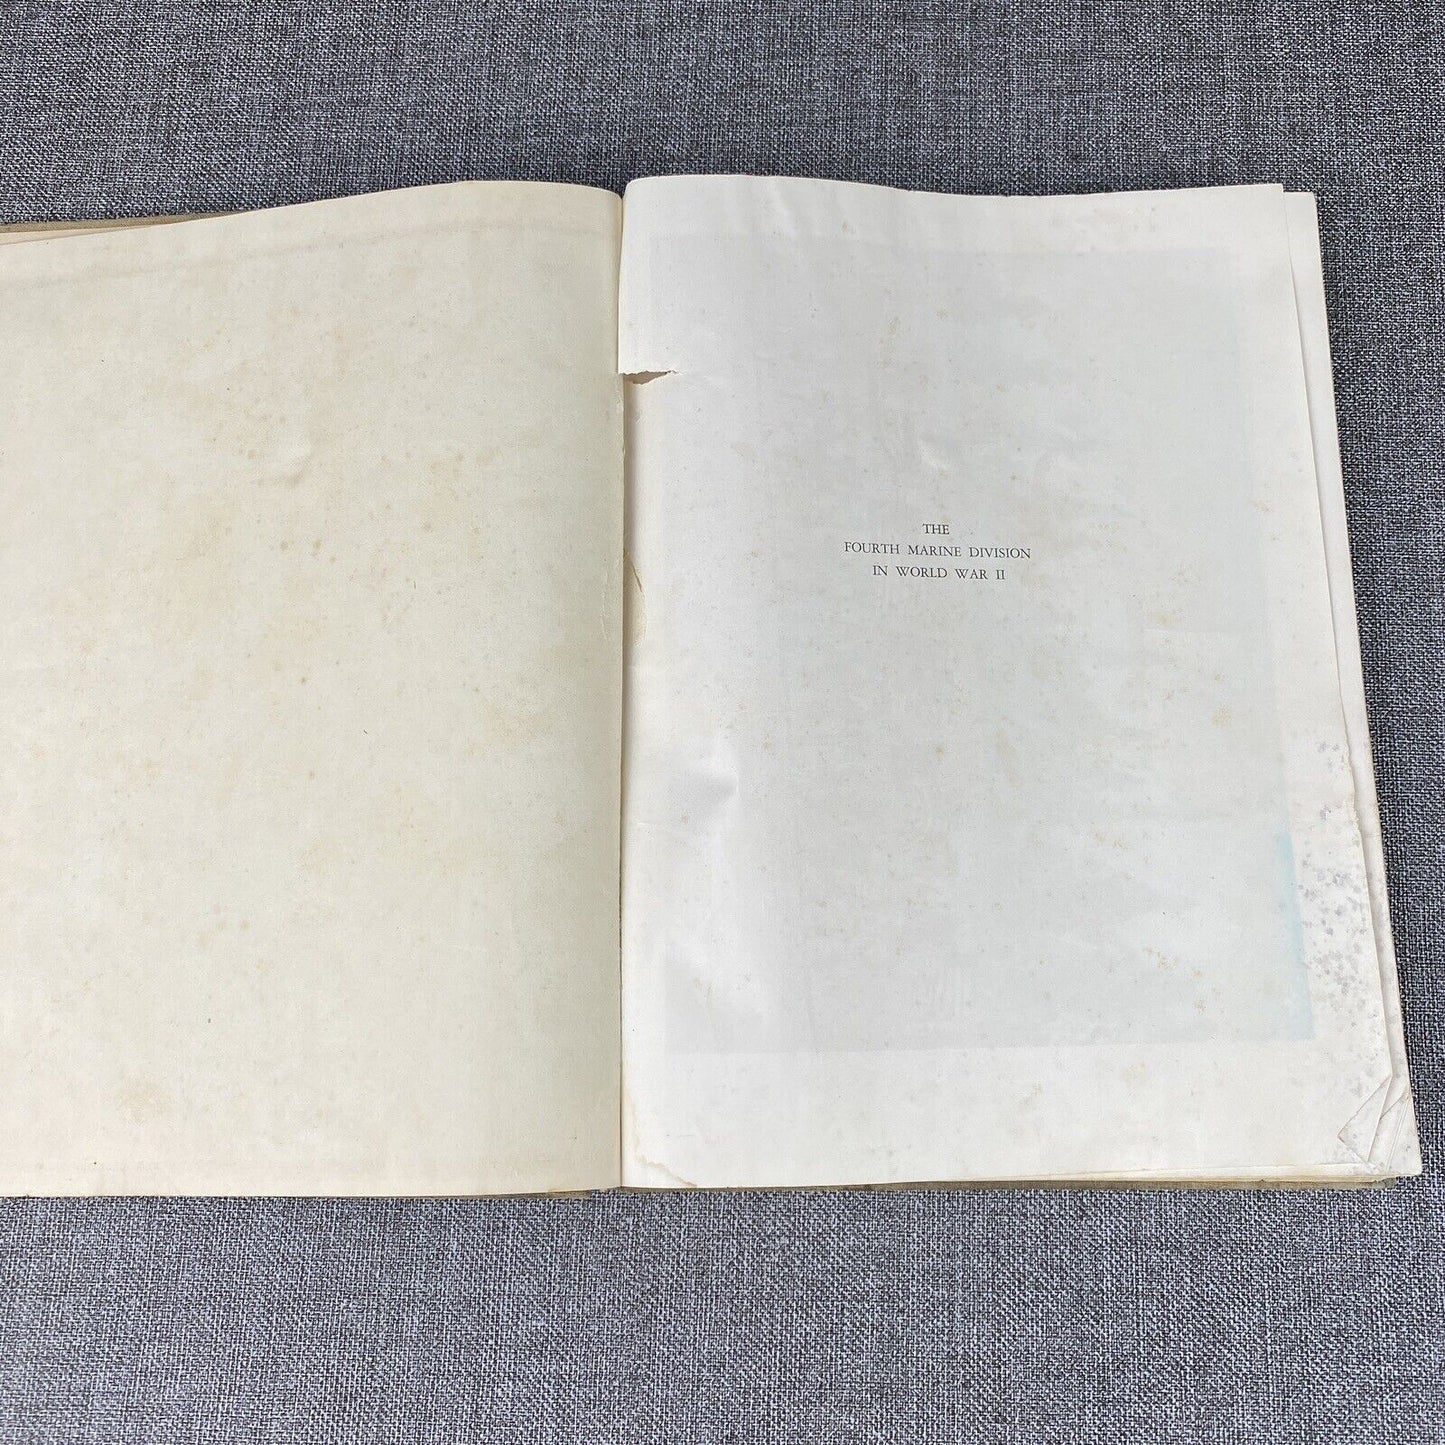 THE
FOURTH MARINE DIVISION
IN WORLD WAR II